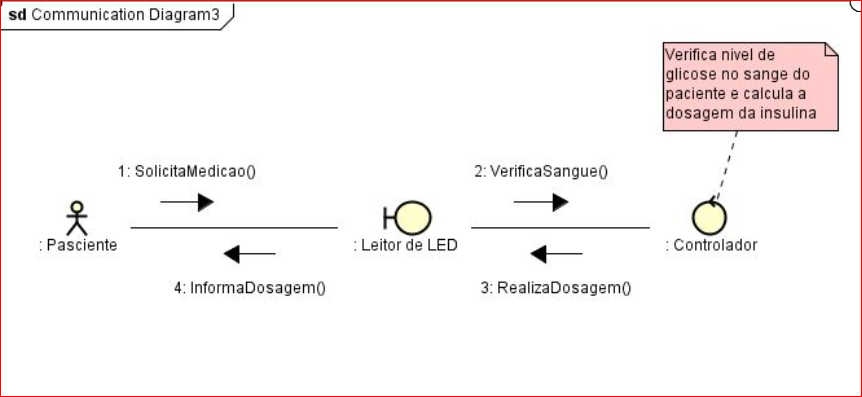 sd Communication Diagram3
Verifica nivel de
glicose no sange do
paciente e calcula a
dosagem da insulina
1: SolicitaMedicao()
2: VerificaSangue()
: Pasciente
: Leitor de LED
: Controlador
4: InformaDosagem()
3: RealizaDosagem()